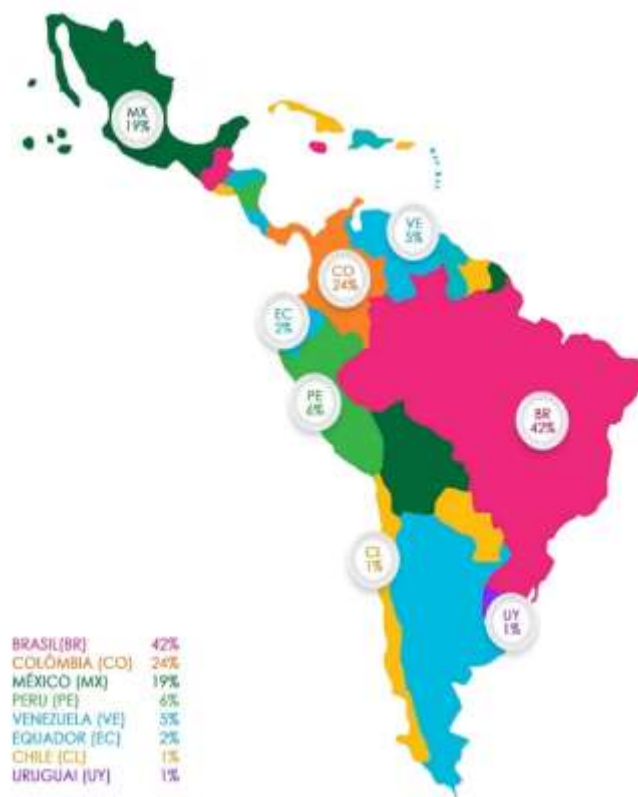 MX
19%
VE
5%
CO
24%
EC
2%
PE
6%
BR
42%
CL
1%
UY
1%
BRASIL(BR) 42%
COLÔMBIA (CO) 24%
MÉXICO (MX) 19%
PERU (PE) 6%
VENEZUELA (VE) 5%
EQUADOR (EC) 2%
CHILE (CL) 1%
URUGUAI (UY) 1%